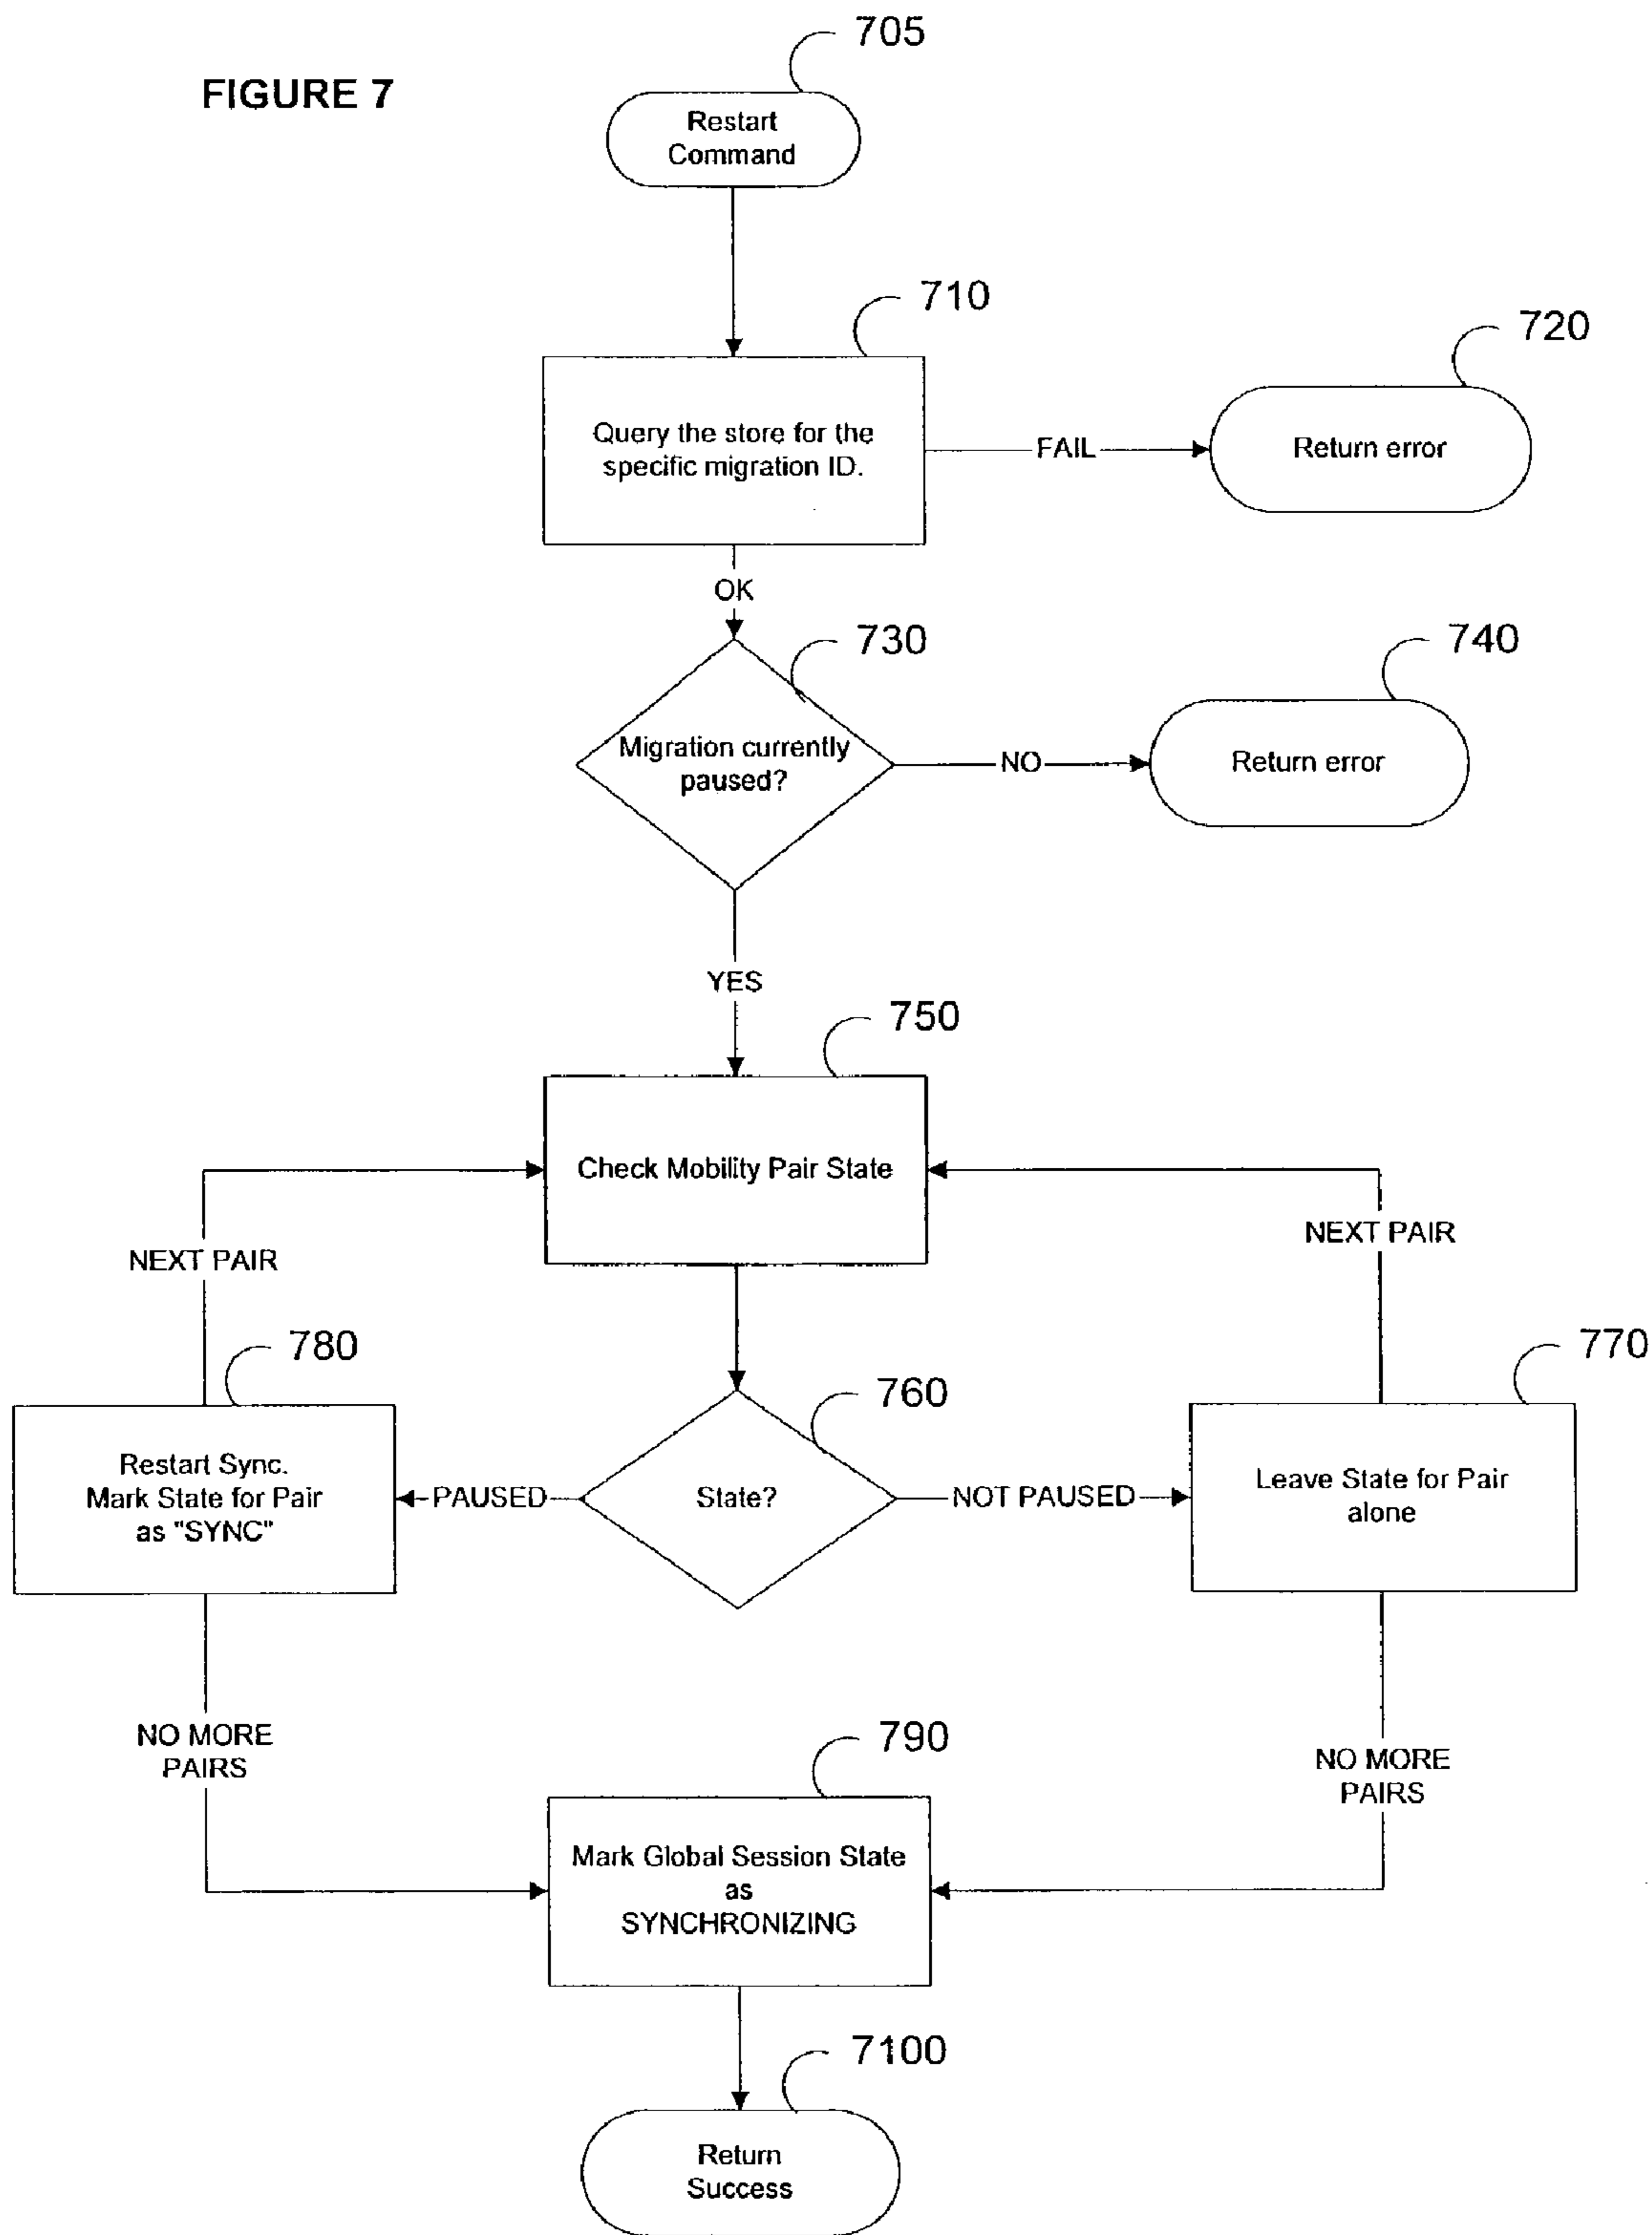 705
FIGURE 7
Restart
Command
710
720
Query the store for the
specific migration ID.
FAIL
Return error
OK
730
740
Migration currently
paused?
NO
Return error
YES
750
Check Mobility Pair State
NEXT PAIR
NEXT PAIR
780
770
760
Restart Sync.
Mark State for Pair
as "SYNC"
PAUSED
State?
NOT PAUSED
Leave State for Pair
alone
NO MORE
PAIRS
790
NO MORE
PAIRS
Mark Global Session State
as
SYNCHRONIZING
7100
Return
Success